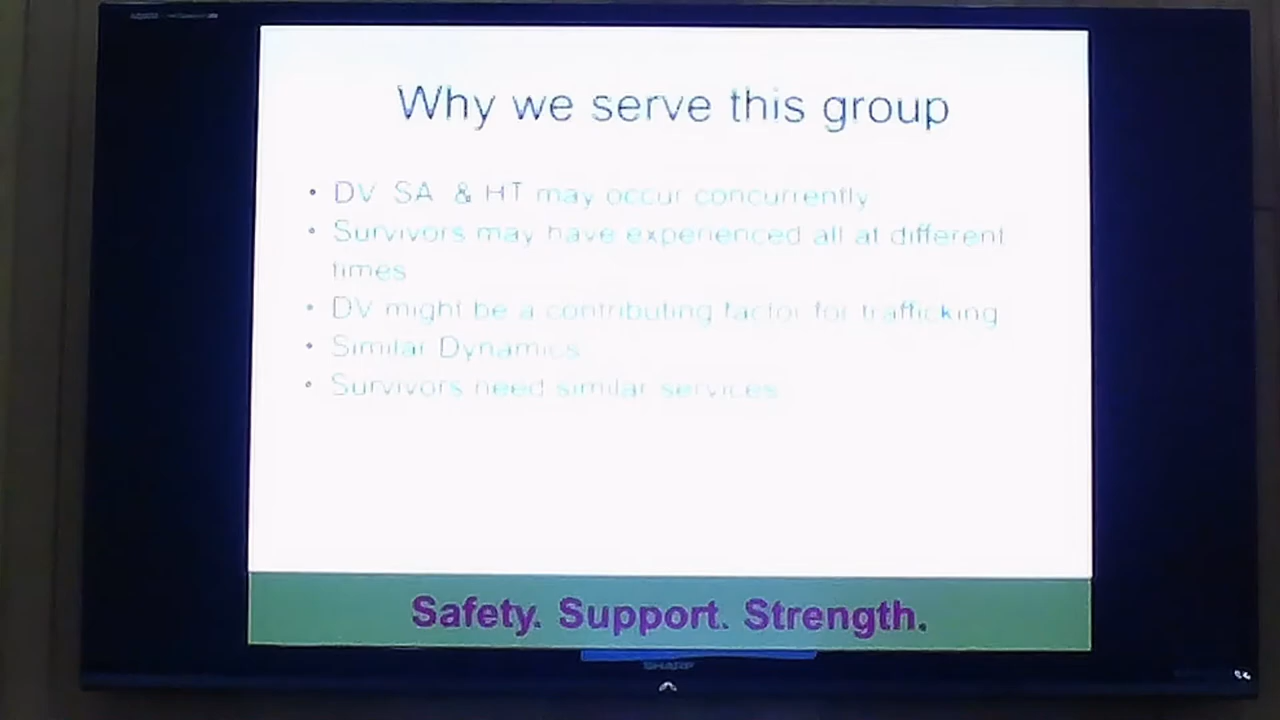 Why we serve this group
• DV SA & HT may occur concurrently
• Survivors may have experienced all at different
times
• DV might be a contributing factor for trafficking
• Similar Dynamics
• Survivors need similar services
Safety. Support. Strength.
SHARP